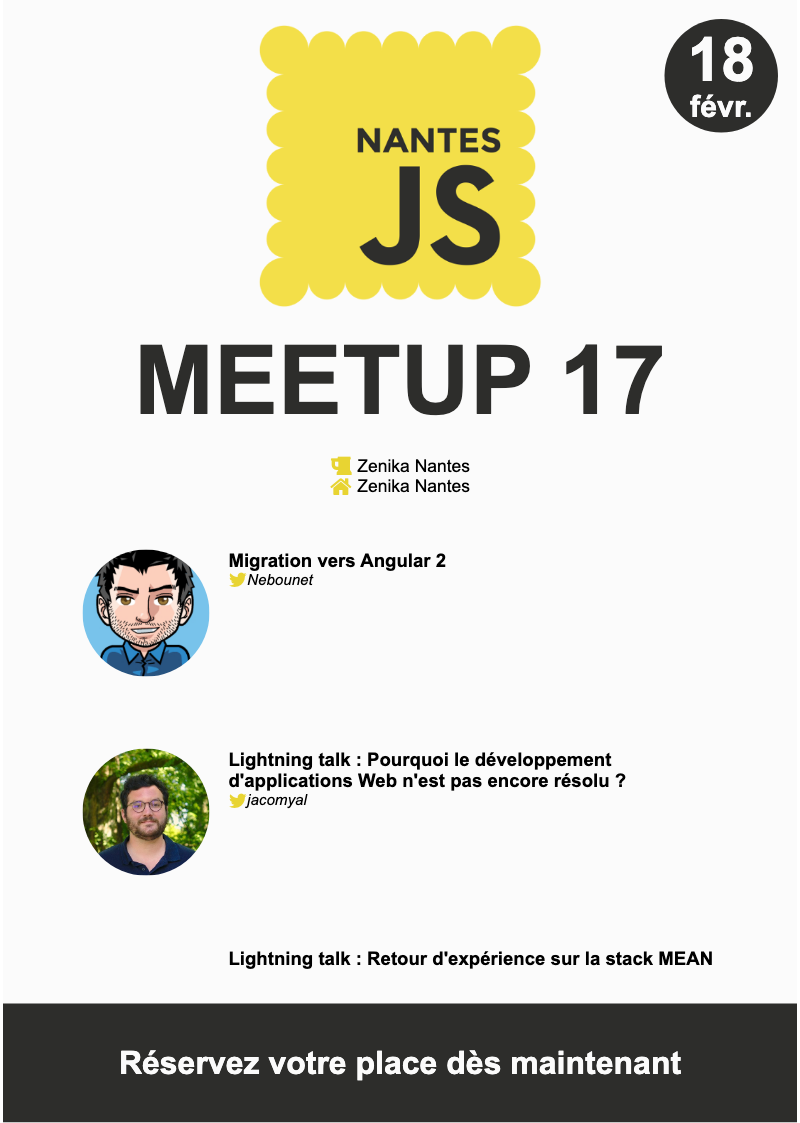 18
févr.
NANTES
JS
MEETUP 17
Zenika Nantes
Zenika Nantes
Migration vers Angular 2
Nebounet
Lightning talk : Pourquoi le développement
d'applications Web n'est pas encore résolu ?
jacomyal
Lightning talk : Retour d'expérience sur la stack MEAN
Réservez votre place dès maintenant